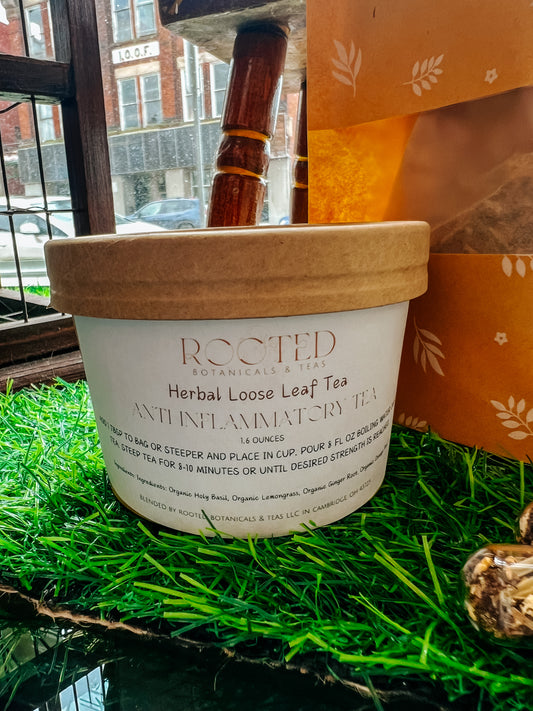 I.O.O.F.
ROOTED
BOTANICALS & TEAS
Herbal Loose Leaf Tea
ANTI INFLAMMATORY TEA
1.6 OUNCES
1 TBSP TO BAG OR STEEPER AND PLACE IN CUP. POUR 8 FL OZ BOILING
TEA. STEEP TEA FOR 8-10 MINUTES OR UNTIL DESIRED STRENGTH IS REACHED.
Ingredients: Ingredients: Organic Holy Basil, Organic Lemongrass, Organic Ginger Root, Organic
BLENDED BY ROOTED BOTANICALS & TEAS LLC IN CAMBRIDGE, OH 43725